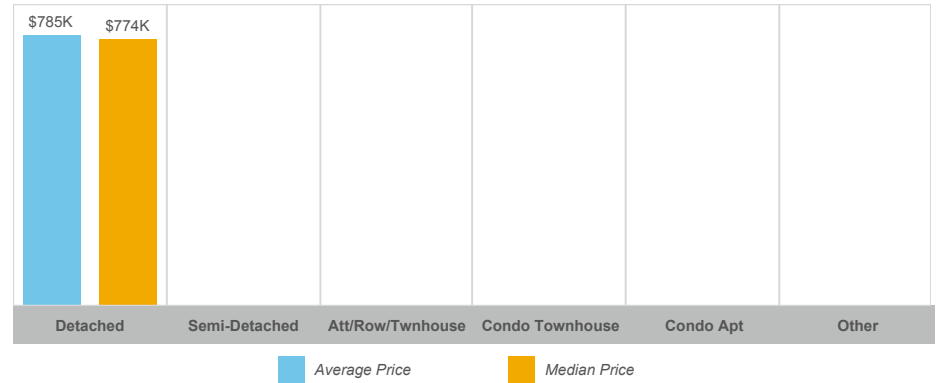 $785K
$774K
Detached
Semi-Detached
Att/Row/Twnhouse
Condo Townhouse
Condo Apt
Other
Average Price
Median Price